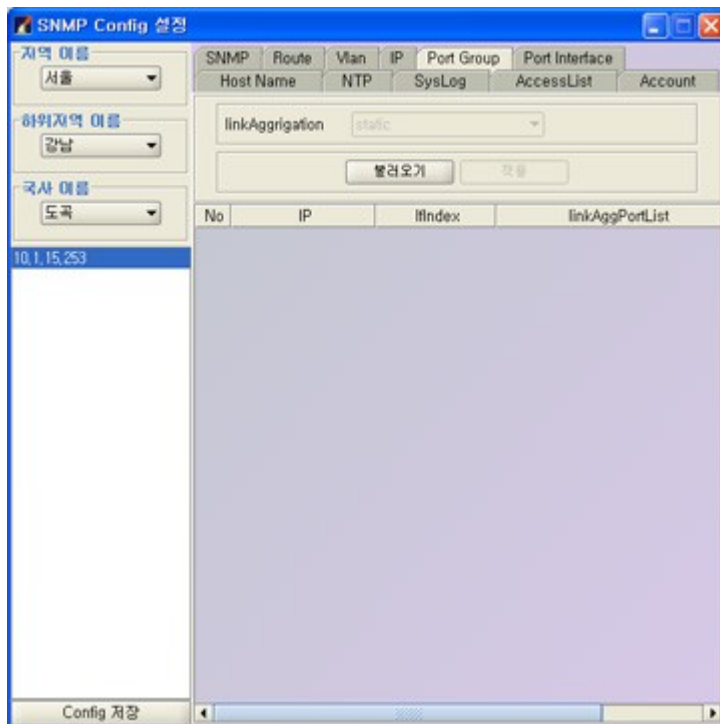 SNMP Config 설정
지역 이름
서울
하위지역 이름
강남
국사 이름
도곡
10,1,15,253
Config 저장
SNMP Route Vlan IP Port Group Port Interface
Host Name NTP SysLog AccessList Account
linkAggrigation static
불러오기 적용
No IP IfIndex linkAggPortList